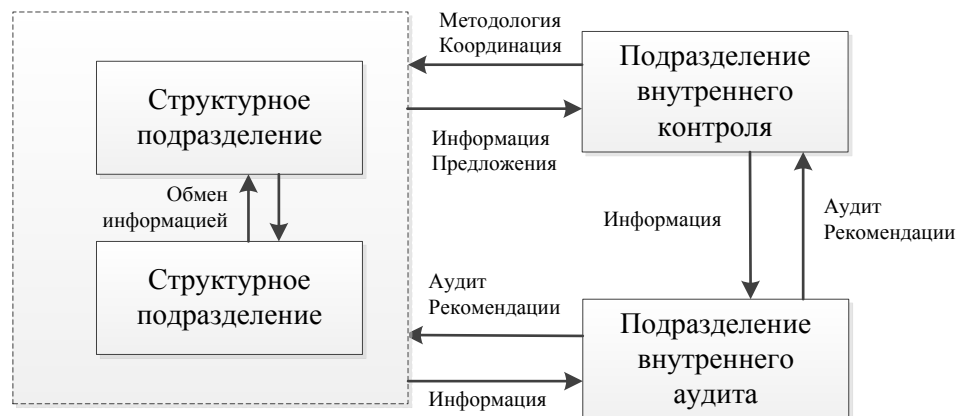 Методология
Координация
Подразделение
внутреннего
контроля
Структурное
подразделение
Информация
Предложения
Обмен
информацией
Информация
Аудит
Рекомендации
Структурное
подразделение
Аудит
Рекомендации
Подразделение
внутреннего
аудита
Информация